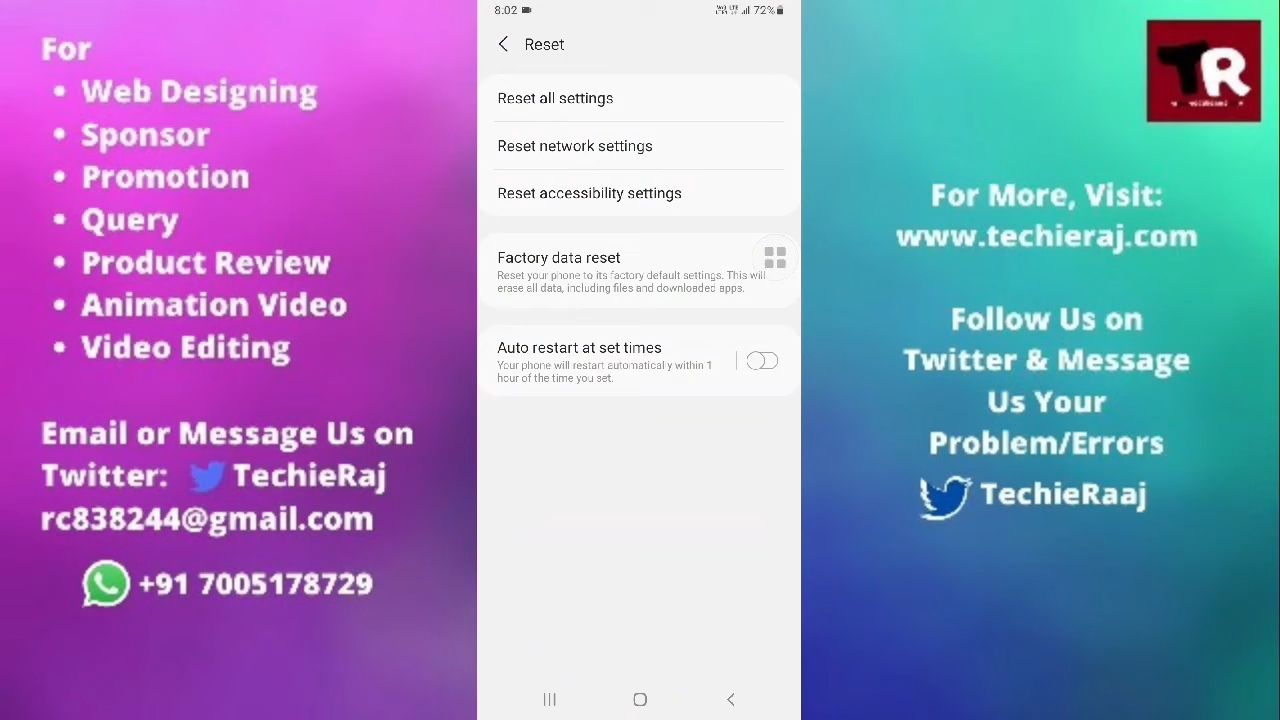 For
• Web Designing
• Sponsor
• Promotion
• Query
• Product Review
• Animation Video
• Video Editing
Email or Message Us on
Twitter: TechieRaj
rc838244@gmail.com
+91 7005178729
8:02
72%
Reset
Reset all settings
Reset network settings
Reset accessibility settings
Factory data reset
Reset your phone to its factory default settings. This will
erase all data, including files and downloaded apps.
Auto restart at set times
Your phone will restart automatically within 1
hour of the time you set.
TR
For More, Visit:
www.techieraj.com
Follow Us on
Twitter & Message
Us Your
Problem/Errors
TechieRaaj